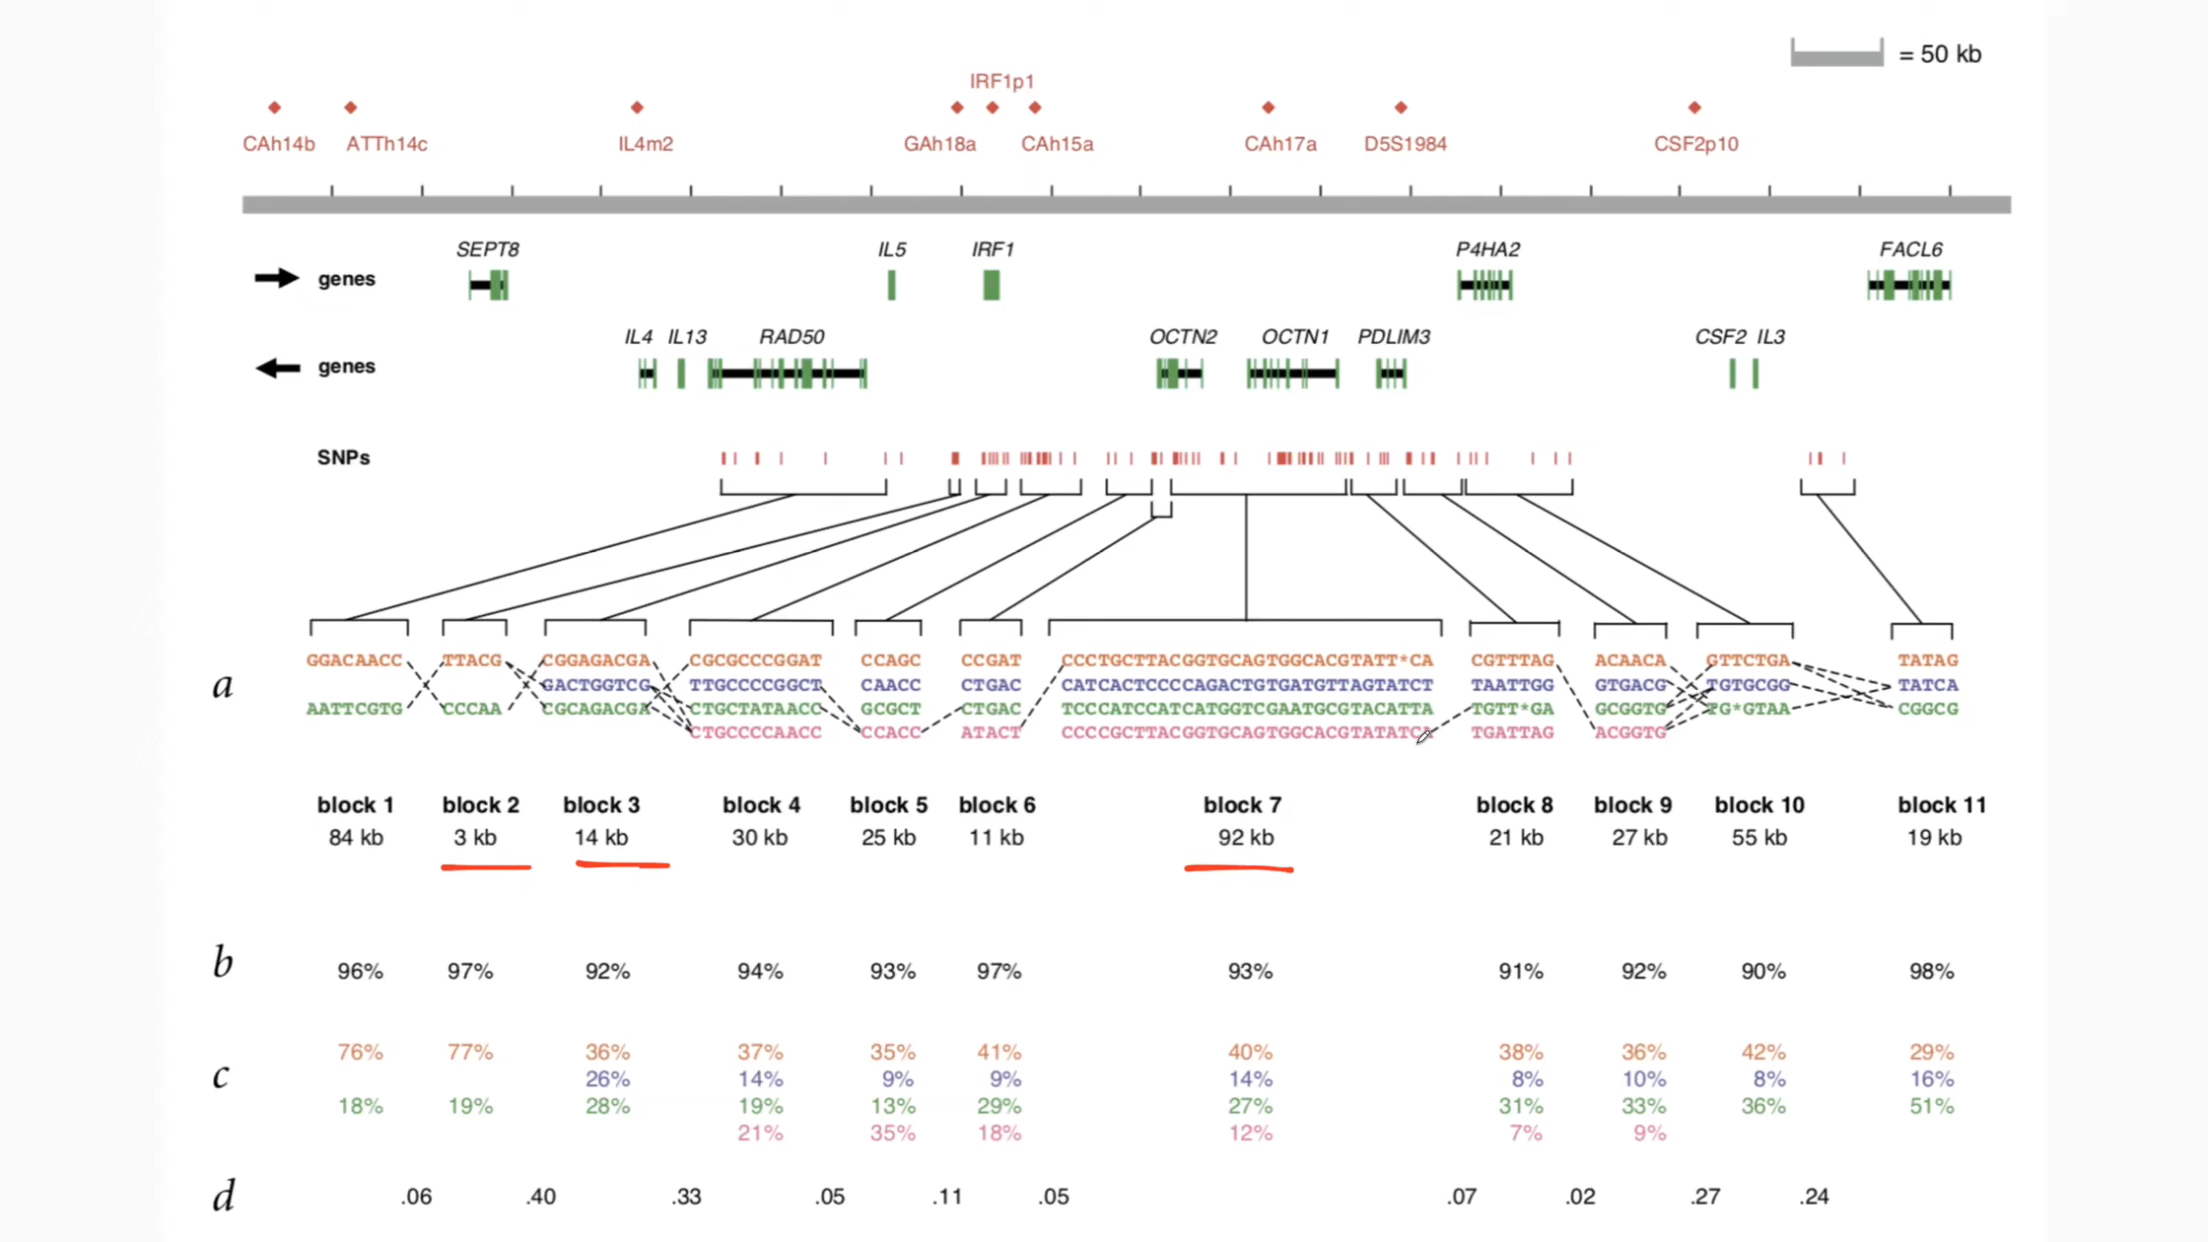 = 50 kb
IRF1p1
CAh14b ATTh14c IL4m2 GAh18a CAh15a CAh17a D5S1984 CSF2p10
SEPT8 IL5 IRF1 P4HA2 FACL6
genes
IL4 IL13 RAD50 OCTN2 OCTN1 PDLIM3 CSF2 IL3
genes
SNPs
a
GGACAACC TTACG CGGAGACGA CGCGCCCGGAT CCAGC CCGAT CCCTGCTTACGGTGCAGTGGCACGTATT*CA CGTTTAG ACAACA GTTCTGA TATAG
GACTGGTCG TTGCCCCGGCT CAACC CTGAC CATCACTCCCCAGACTGTGATGTTAGTATCT TAATTGG GTGACG TGTGCGG TATCA
AATTCGTG CCCAA CGCAGACGA CTGCTATAACC GCGCT CTGAC TCCCATCCATCATGGTCGAATGCGTACATTA TGTT*GA GCGGTG TG*GTAA CGGCG
CTGCCCCAACC CCACC ATACT CCCCGCTTACGGTGCAGTGGCACGTATATCA TGATTAG ACGGTG
block 1 block 2 block 3 block 4 block 5 block 6 block 7 block 8 block 9 block 10 block 11
84 kb 3 kb 14 kb 30 kb 25 kb 11 kb 92 kb 21 kb 27 kb 55 kb 19 kb
b
96% 97% 92% 94% 93% 97% 93% 91% 92% 90% 98%
c
76% 77% 36% 37% 35% 41% 40% 38% 36% 42% 29%
26% 14% 9% 9% 14% 8% 10% 8% 16%
18% 19% 28% 19% 13% 29% 27% 31% 33% 36% 51%
21% 35% 18% 12% 7% 9%
d
.06 .40 .33 .05 .11 .05 .07 .02 .27 .24